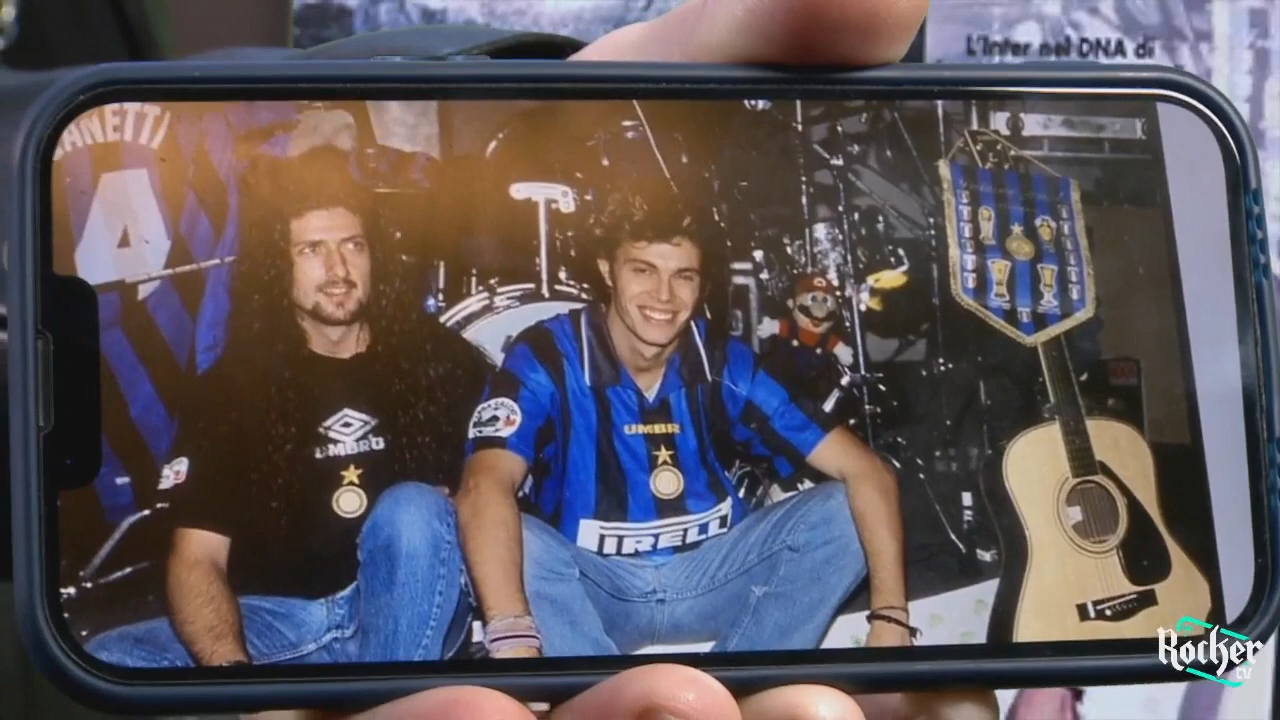 L'Inter nel DNA di
ZANETTI
4
UMBRO
UMBRO
PIRELLI
Rocker
TV